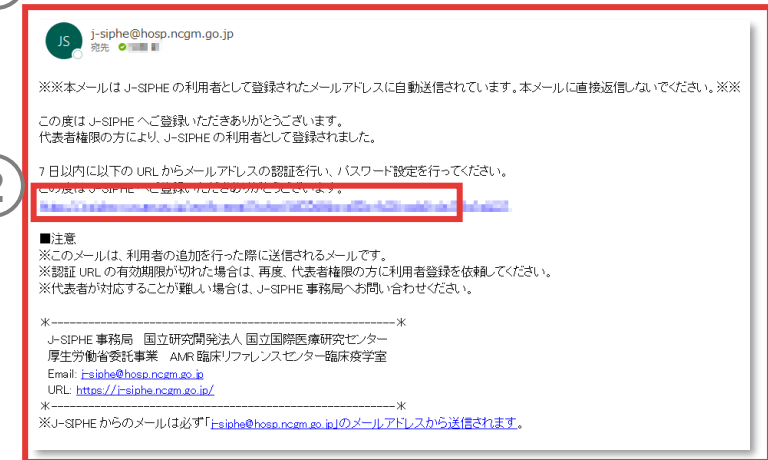 JS
j-siphe@hosp.ncgm.go.jp
宛先
※※本メールは J-SIPHE の利用者として登録されたメールアドレスに自動送信されています。本メールに直接返信しないでください。※※
この度は J-SIPHE へご登録いただきありがとうございます。
代表者権限の方により、J-SIPHE の利用者として登録されました。
7 日以内に以下の URL からメールアドレスの認証を行い、パスワード設定を行ってください。
この度は J-SIPHE へご登録いただきありがとうございます。
2
■注意
※このメールは、利用者の追加を行った際に送信されるメールです。
※認証 URL の有効期限が切れた場合は、再度、代表者権限の方に利用者登録を依頼してください。
※代表者が対応することが難しい場合は、J-SIPHE 事務局へお問い合わせください。
*----------------------------------------------------------*
J-SIPHE 事務局 国立研究開発法人 国立国際医療研究センター
厚生労働省委託事業 AMR 臨床リファレンスセンター臨床疫学室
Email: j-siphe@hosp.ncgm.go.jp
URL: https://j-siphe.ncgm.go.jp/
*----------------------------------------------------------*
※J-SIPHE からのメールは必ず「j-siphe@hosp.ncgm.go.jp」のメールアドレスから送信されます。